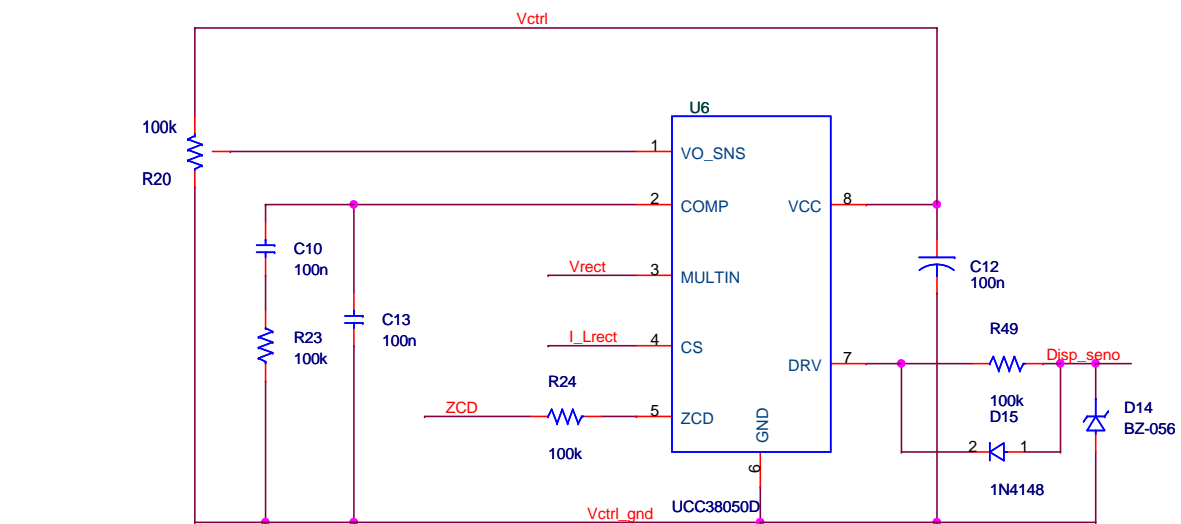 Vctrl
U6
100k
R20
1
VO_SNS
2
COMP
VCC
8
C10
100n
Vrect
3
MULTIN
C12
100n
C13
100n
R23
100k
I_Lrect
4
CS
R49
DRV
7
Disp_seno
R24
100k
D15
ZCD
5
ZCD
GND
D14
BZ-056
100k
2
1
6
1N4148
UCC38050D
Vctrl_gnd